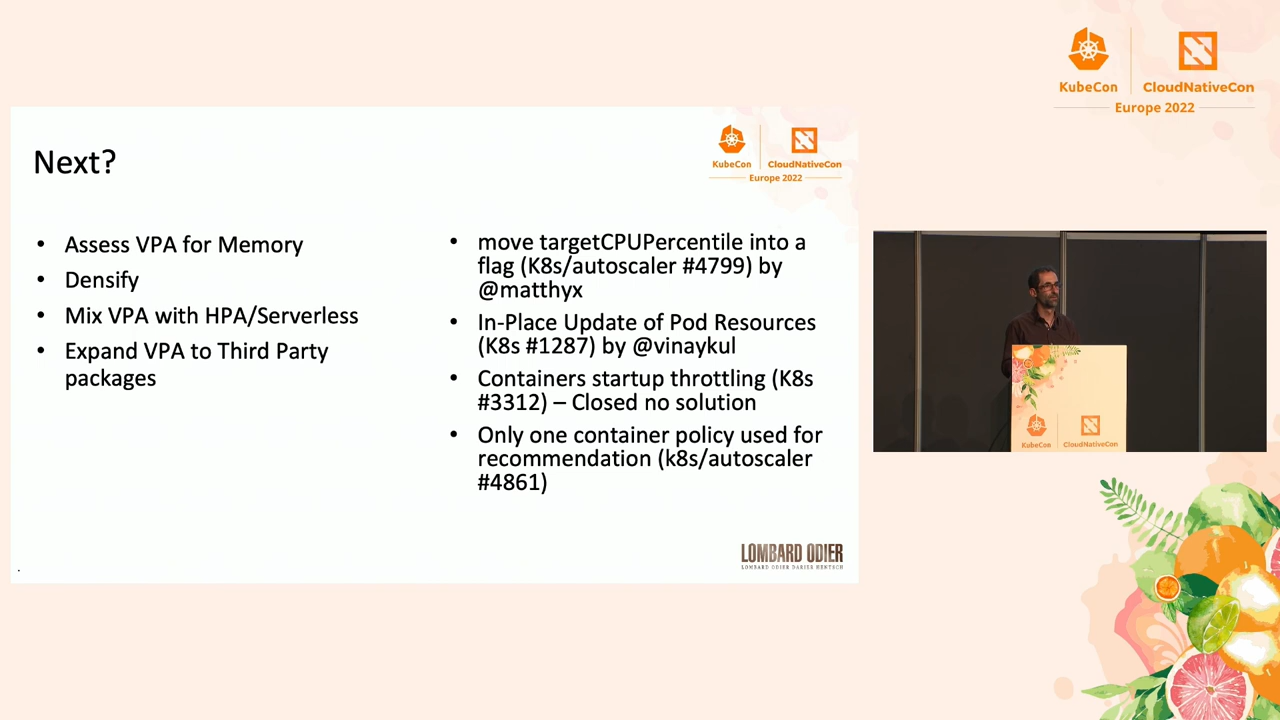 KubeCon
CloudNativeCon
Europe 2022
Next?
KubeCon
CloudNativeCon
Europe 2022
• Assess VPA for Memory
• Densify
• Mix VPA with HPA/Serverless
• Expand VPA to Third Party
packages
• move targetCPUPercentile into a
flag (K8s/autoscaler #4799) by
@matthyx
• In-Place Update of Pod Resources
(K8s #1287) by @vinaykul
• Containers startup throttling (K8s
#3312) – Closed no solution
• Only one container policy used for
recommendation (k8s/autoscaler
#4861)
LOMBARD ODIER
LOMBARD ODIER DARIER HENTSCH
KubeCon
CloudNativeCon